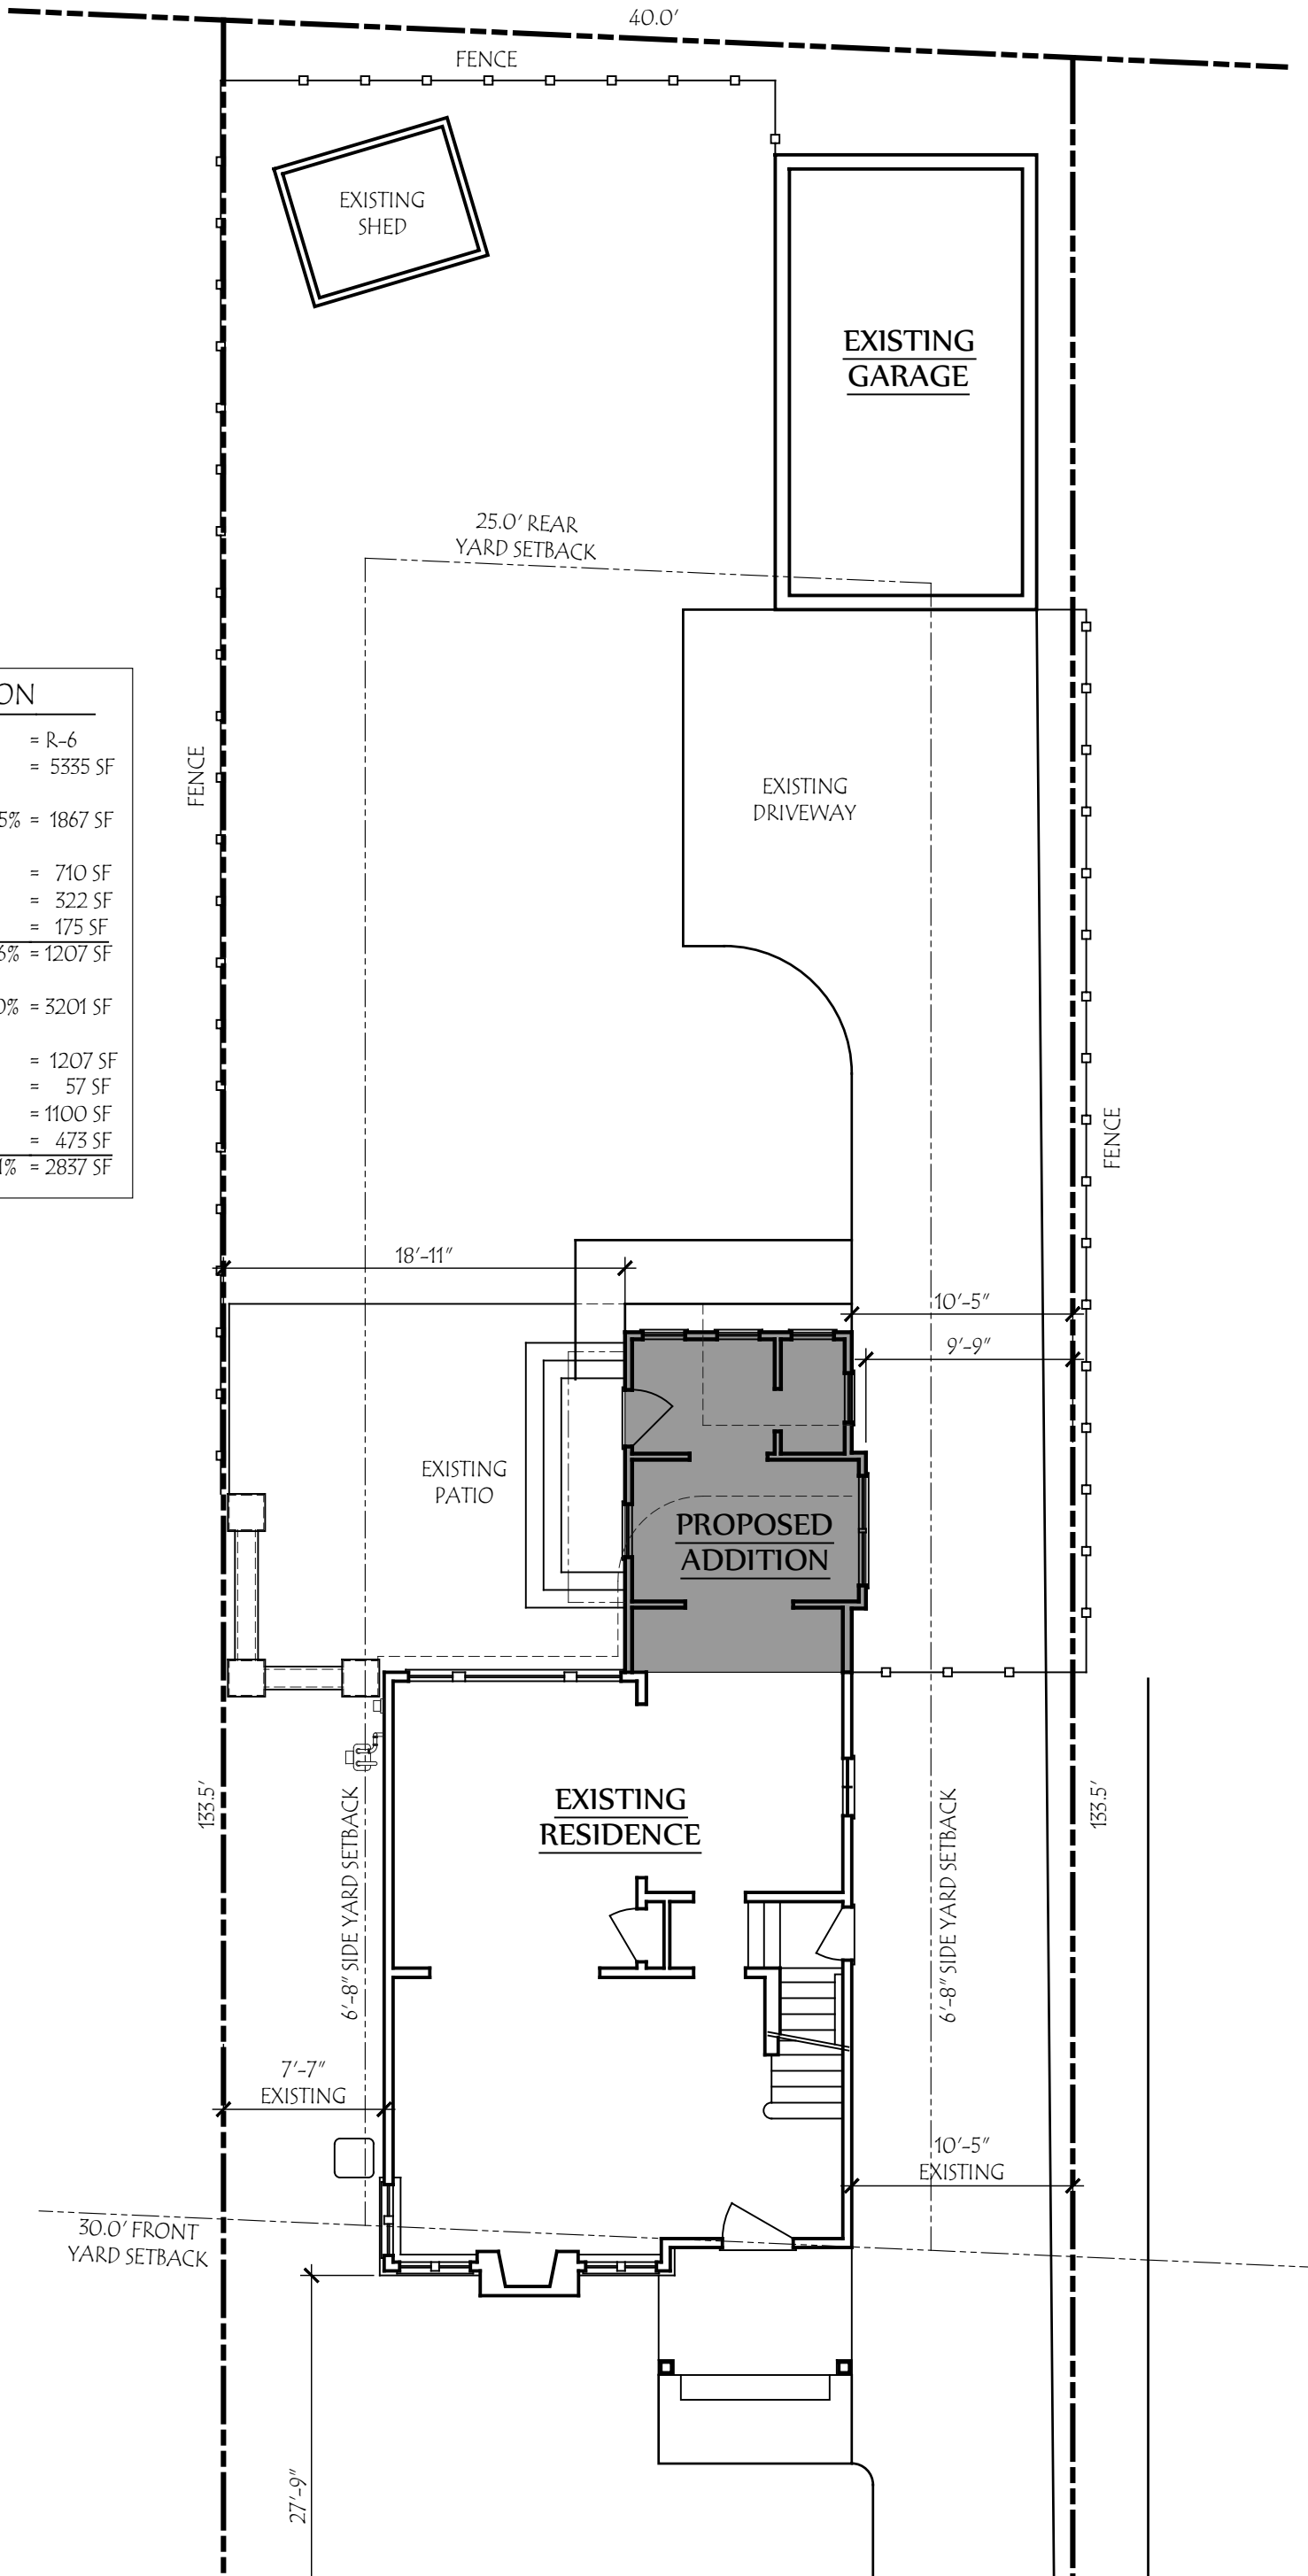 40.0'
FENCE
EXISTING
SHED
EXISTING
GARAGE
25.0' REAR
YARD SETBACK
ON
= R-6
= 5335 SF
5% = 1867 SF
= 710 SF
= 322 SF
= 175 SF
6% = 1207 SF
0% = 3201 SF
= 1207 SF
= 57 SF
= 1100 SF
= 473 SF
1% = 2837 SF
FENCE
EXISTING
DRIVEWAY
FENCE
18'-11"
10'-5"
9'-9"
EXISTING
PATIO
PROPOSED
ADDITION
133.5'
6'-8" SIDE YARD SETBACK
EXISTING
RESIDENCE
6'-8" SIDE YARD SETBACK
133.5'
7'-7"
EXISTING
10'-5"
EXISTING
30.0' FRONT
YARD SETBACK
27'-9"